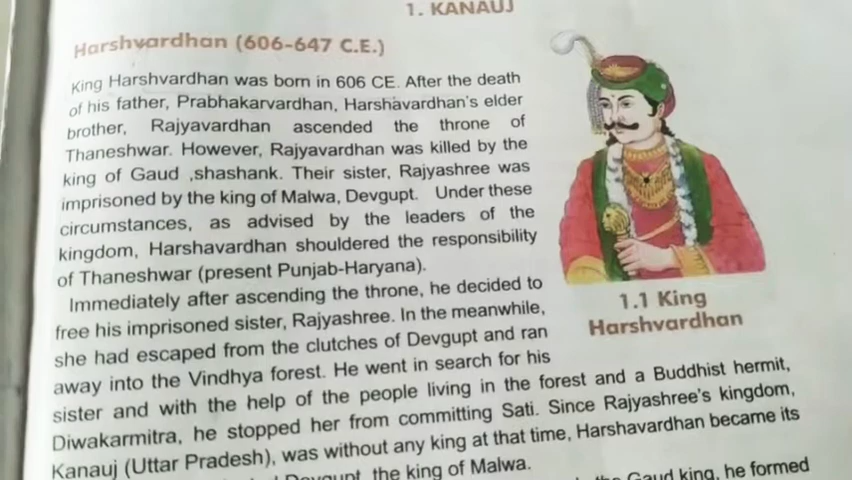 1. KANAUJ
Harshvardhan (606-647 C.E.)
King Harshvardhan was born in 606 CE. After the death
of his father, Prabhakarvardhan, Harshavardhan's elder
brother, Rajyavardhan ascended the throne of
Thaneshwar. However, Rajyavardhan was killed by the
king of Gaud ,shashank. Their sister, Rajyashree was
imprisoned by the king of Malwa, Devgupt. Under these
circumstances, as advised by the leaders of the
kingdom, Harshavardhan shouldered the responsibility
of Thaneshwar (present Punjab-Haryana).
Immediately after ascending the throne, he decided to
free his imprisoned sister, Rajyashree. In the meanwhile,
she had escaped from the clutches of Devgupt and ran
away into the Vindhya forest. He went in search for his
sister and with the help of the people living in the forest and a Buddhist hermit,
Diwakarmitra, he stopped her from committing Sati. Since Rajyashree's kingdom,
Kanauj (Uttar Pradesh), was without any king at that time, Harshavardhan became its
Devgupt, the king of Malwa.
the Gaud king, he formed
1.1 King
Harshvardhan